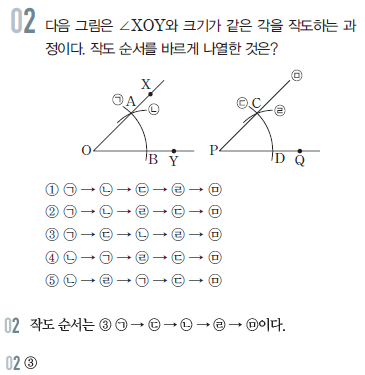 02 다음 그림은 ∠XOY와 크기가 같은 각을 작도하는 과
정이다. 작도 순서를 바르게 나열한 것은?
X
㉠ A
㉡
O
B Y
㉤
㉢ C
㉣
P
D Q
① ㉠ → ㉡ → ㉢ → ㉣ → ㉤
② ㉠ → ㉡ → ㉣ → ㉢ → ㉤
③ ㉠ → ㉢ → ㉡ → ㉣ → ㉤
④ ㉡ → ㉠ → ㉣ → ㉢ → ㉤
⑤ ㉡ → ㉣ → ㉠ → ㉢ → ㉤
02 작도 순서는 ③ ㉠ → ㉢ → ㉡ → ㉣ → ㉤이다.
02 ③